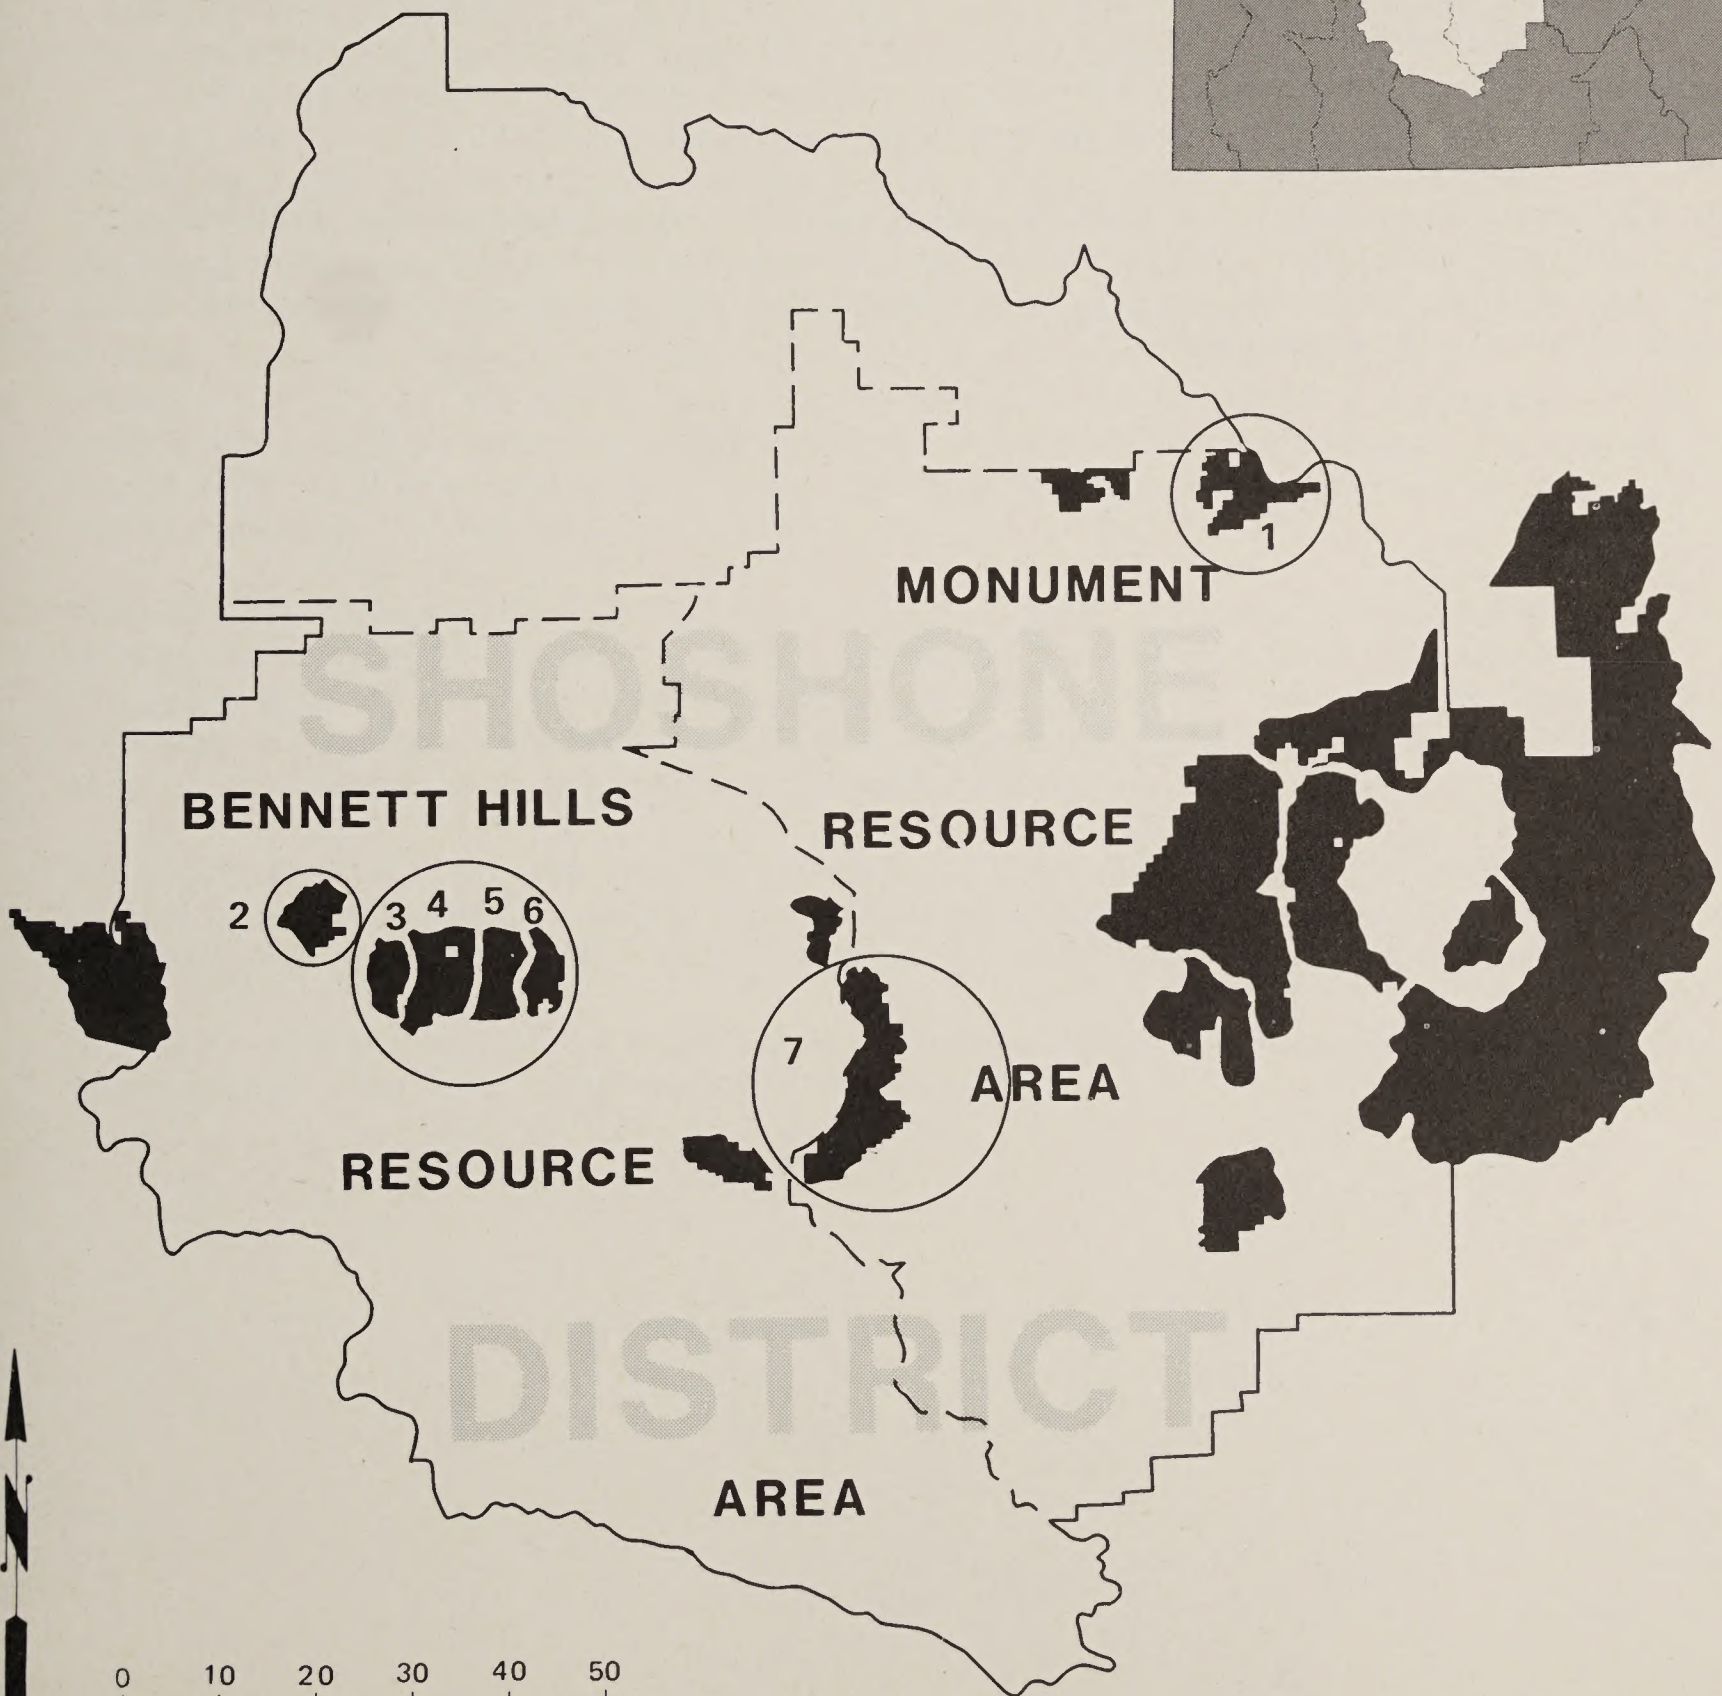 1
MONUMENT
SHOSHONE
BENNETT HILLS
RESOURCE
2
3 4 5 6
7
AREA
RESOURCE
DISTRICT
AREA
N
0 10 20 30 40 50